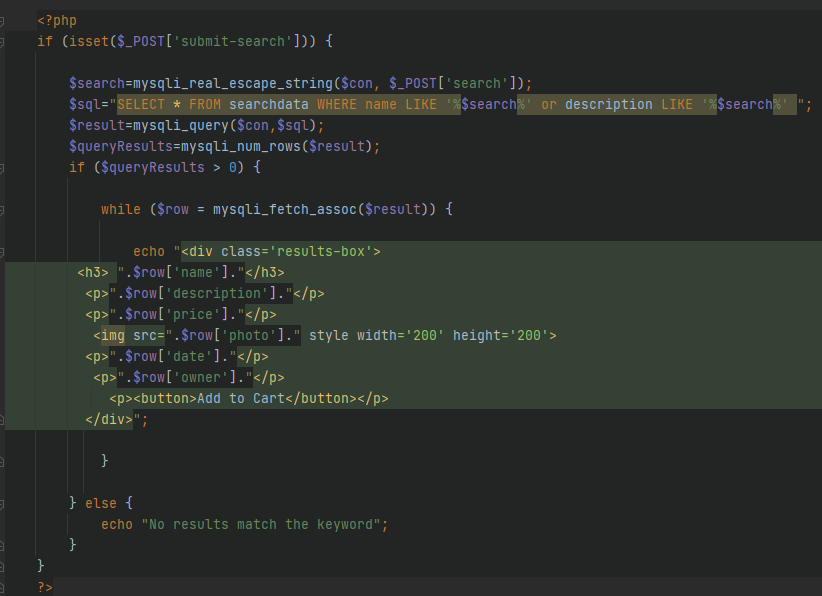 <?php
if (isset($_POST['submit-search'])) {
$search=mysqli_real_escape_string($con, $_POST['search']);
$sql="SELECT * FROM searchdata WHERE name LIKE '%$search%' or description LIKE '%$search%' ";
$result=mysqli_query($con,$sql);
$queryResults=mysqli_num_rows($result);
if ($queryResults > 0) {
while ($row = mysqli_fetch_assoc($result)) {
echo "<div class='results-box'>
<h3> ".$row['name']."</h3>
<p>".$row['description']."</p>
<p>".$row['price']."</p>
<img src=".$row['photo']." style width='200' height='200'>
<p>".$row['date']."</p>
<p>".$row['owner']."</p>
<p><button>Add to Cart</button></p>
</div>";
}
} else {
echo "No results match the keyword";
}
}
?>